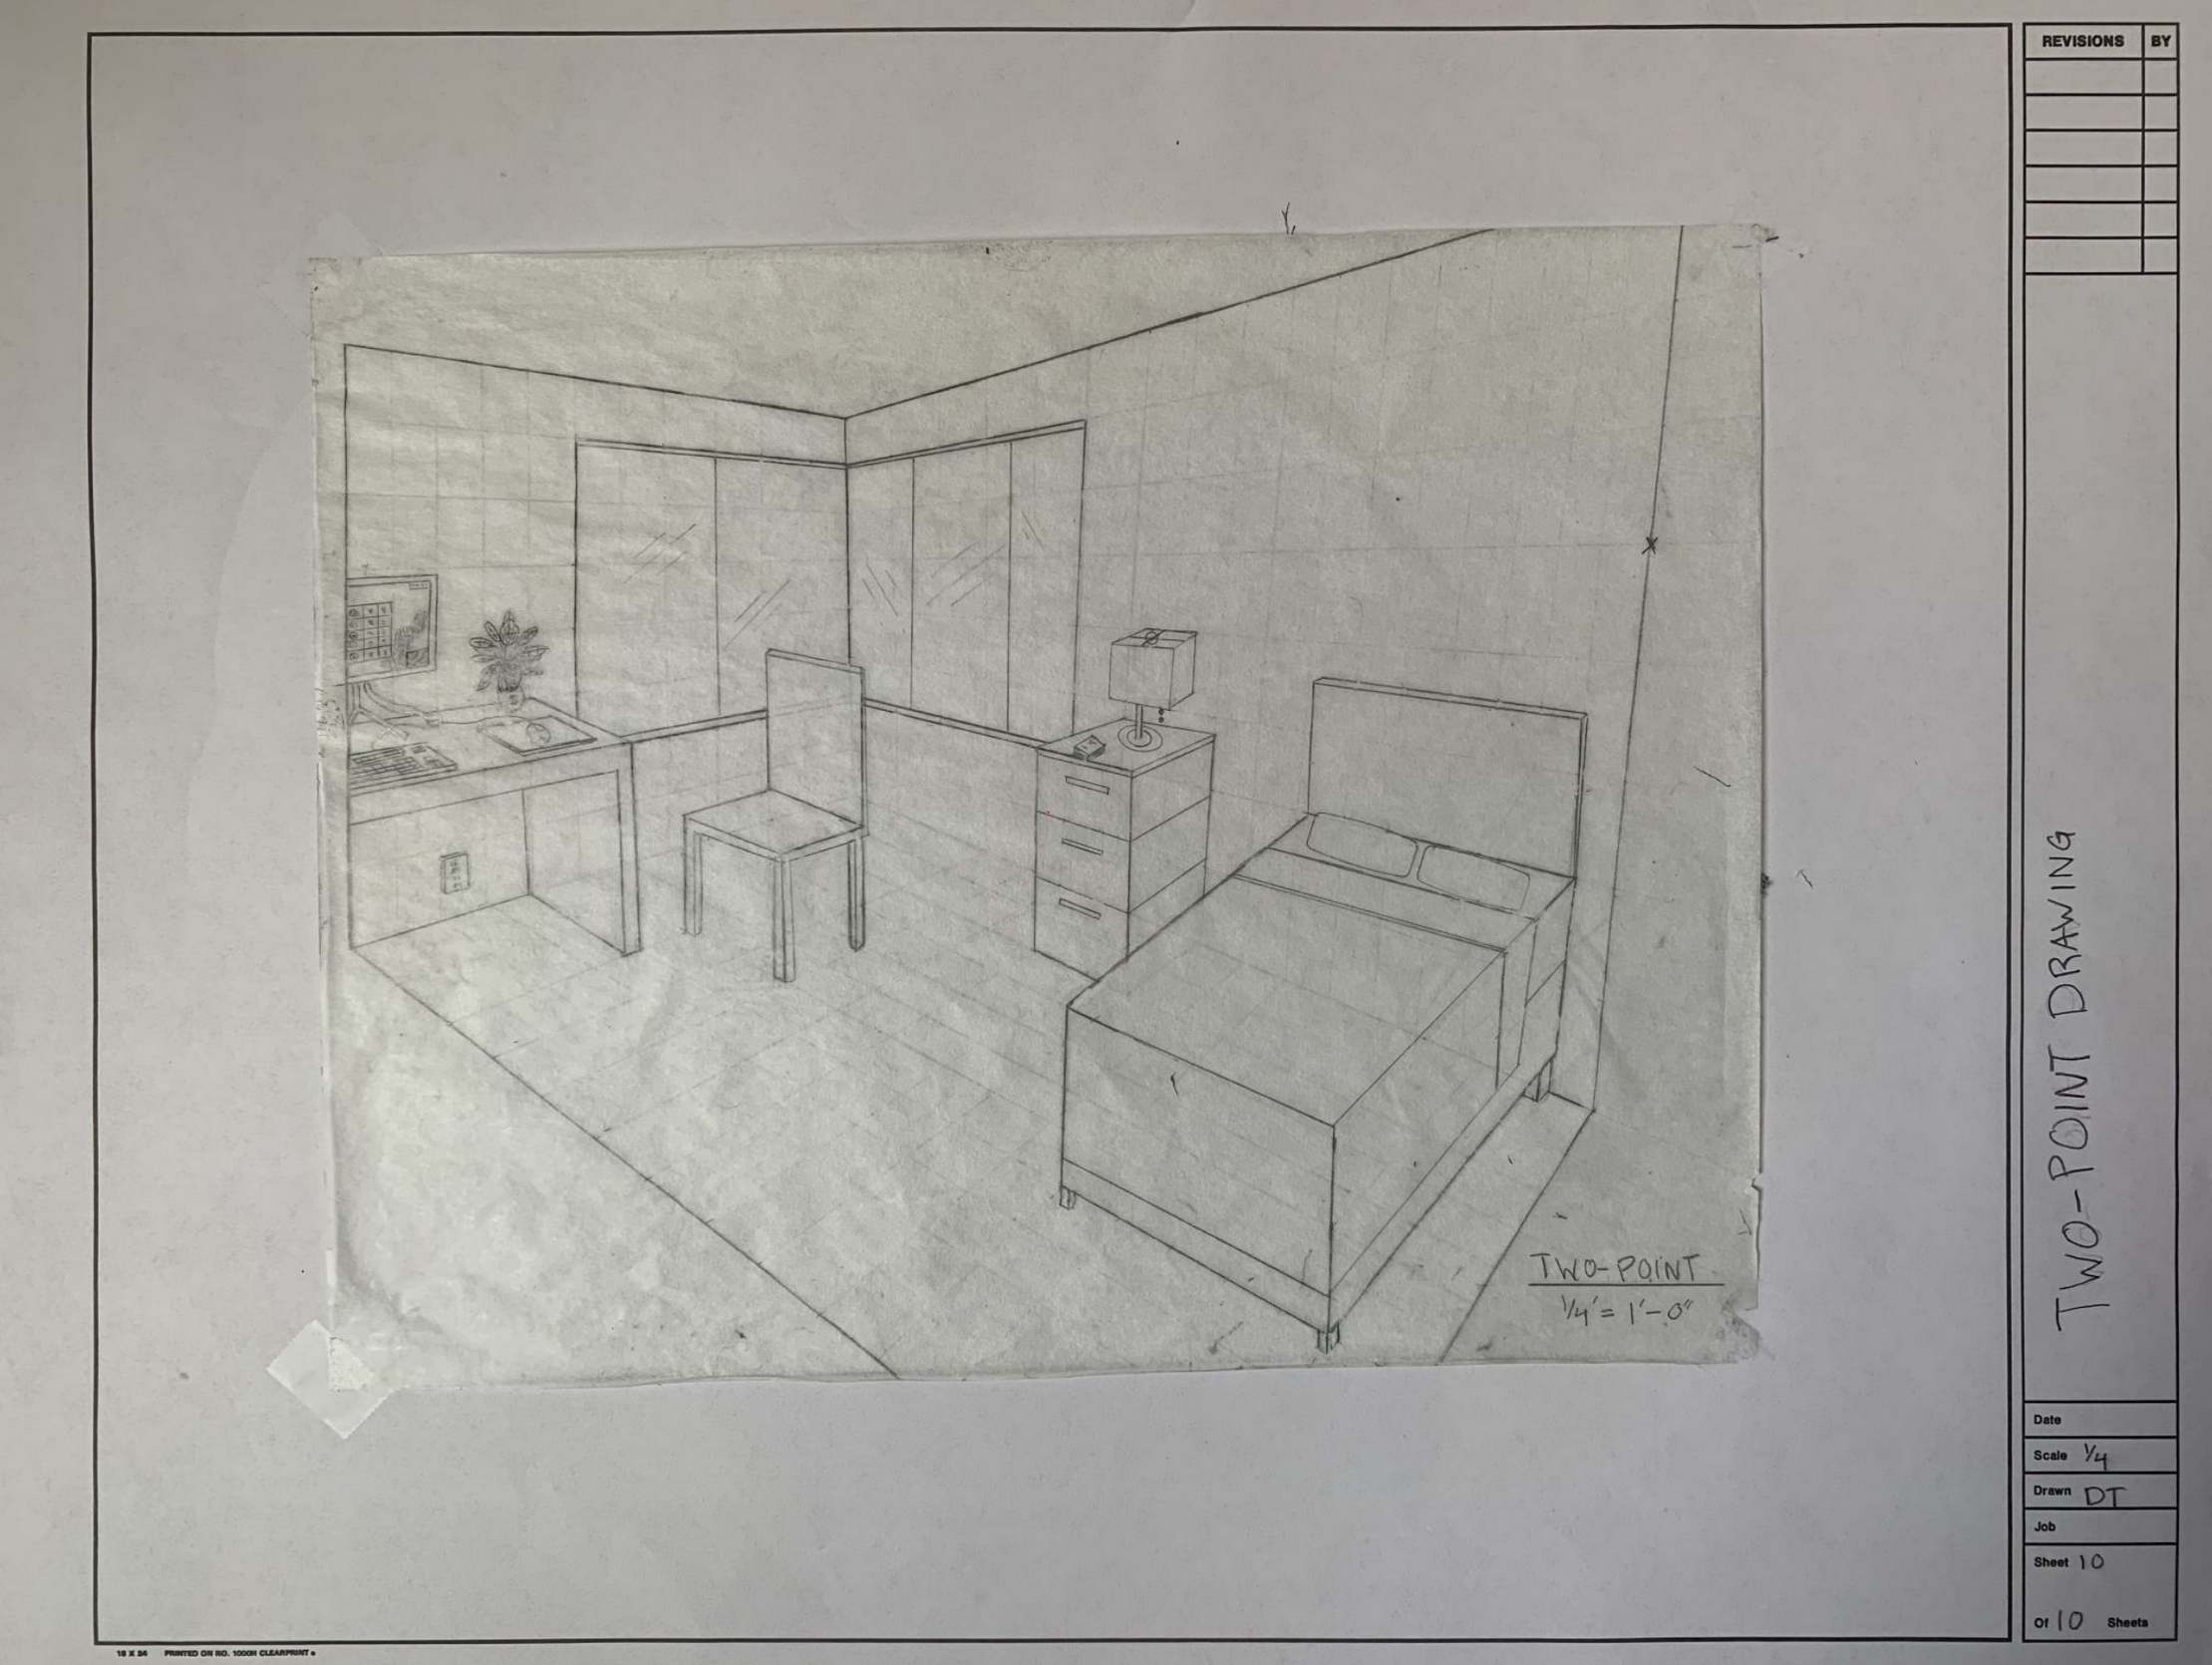 REVISIONS BY
TWO-POINT DRAWING
TWO-POINT
1/4' = 1'-0"
Date
Scale 1/4
Drawn DT
Job
Sheet 10
Of 10 Sheets
18 X 24 PRINTED ON NO. 1000H CLEARPRINT